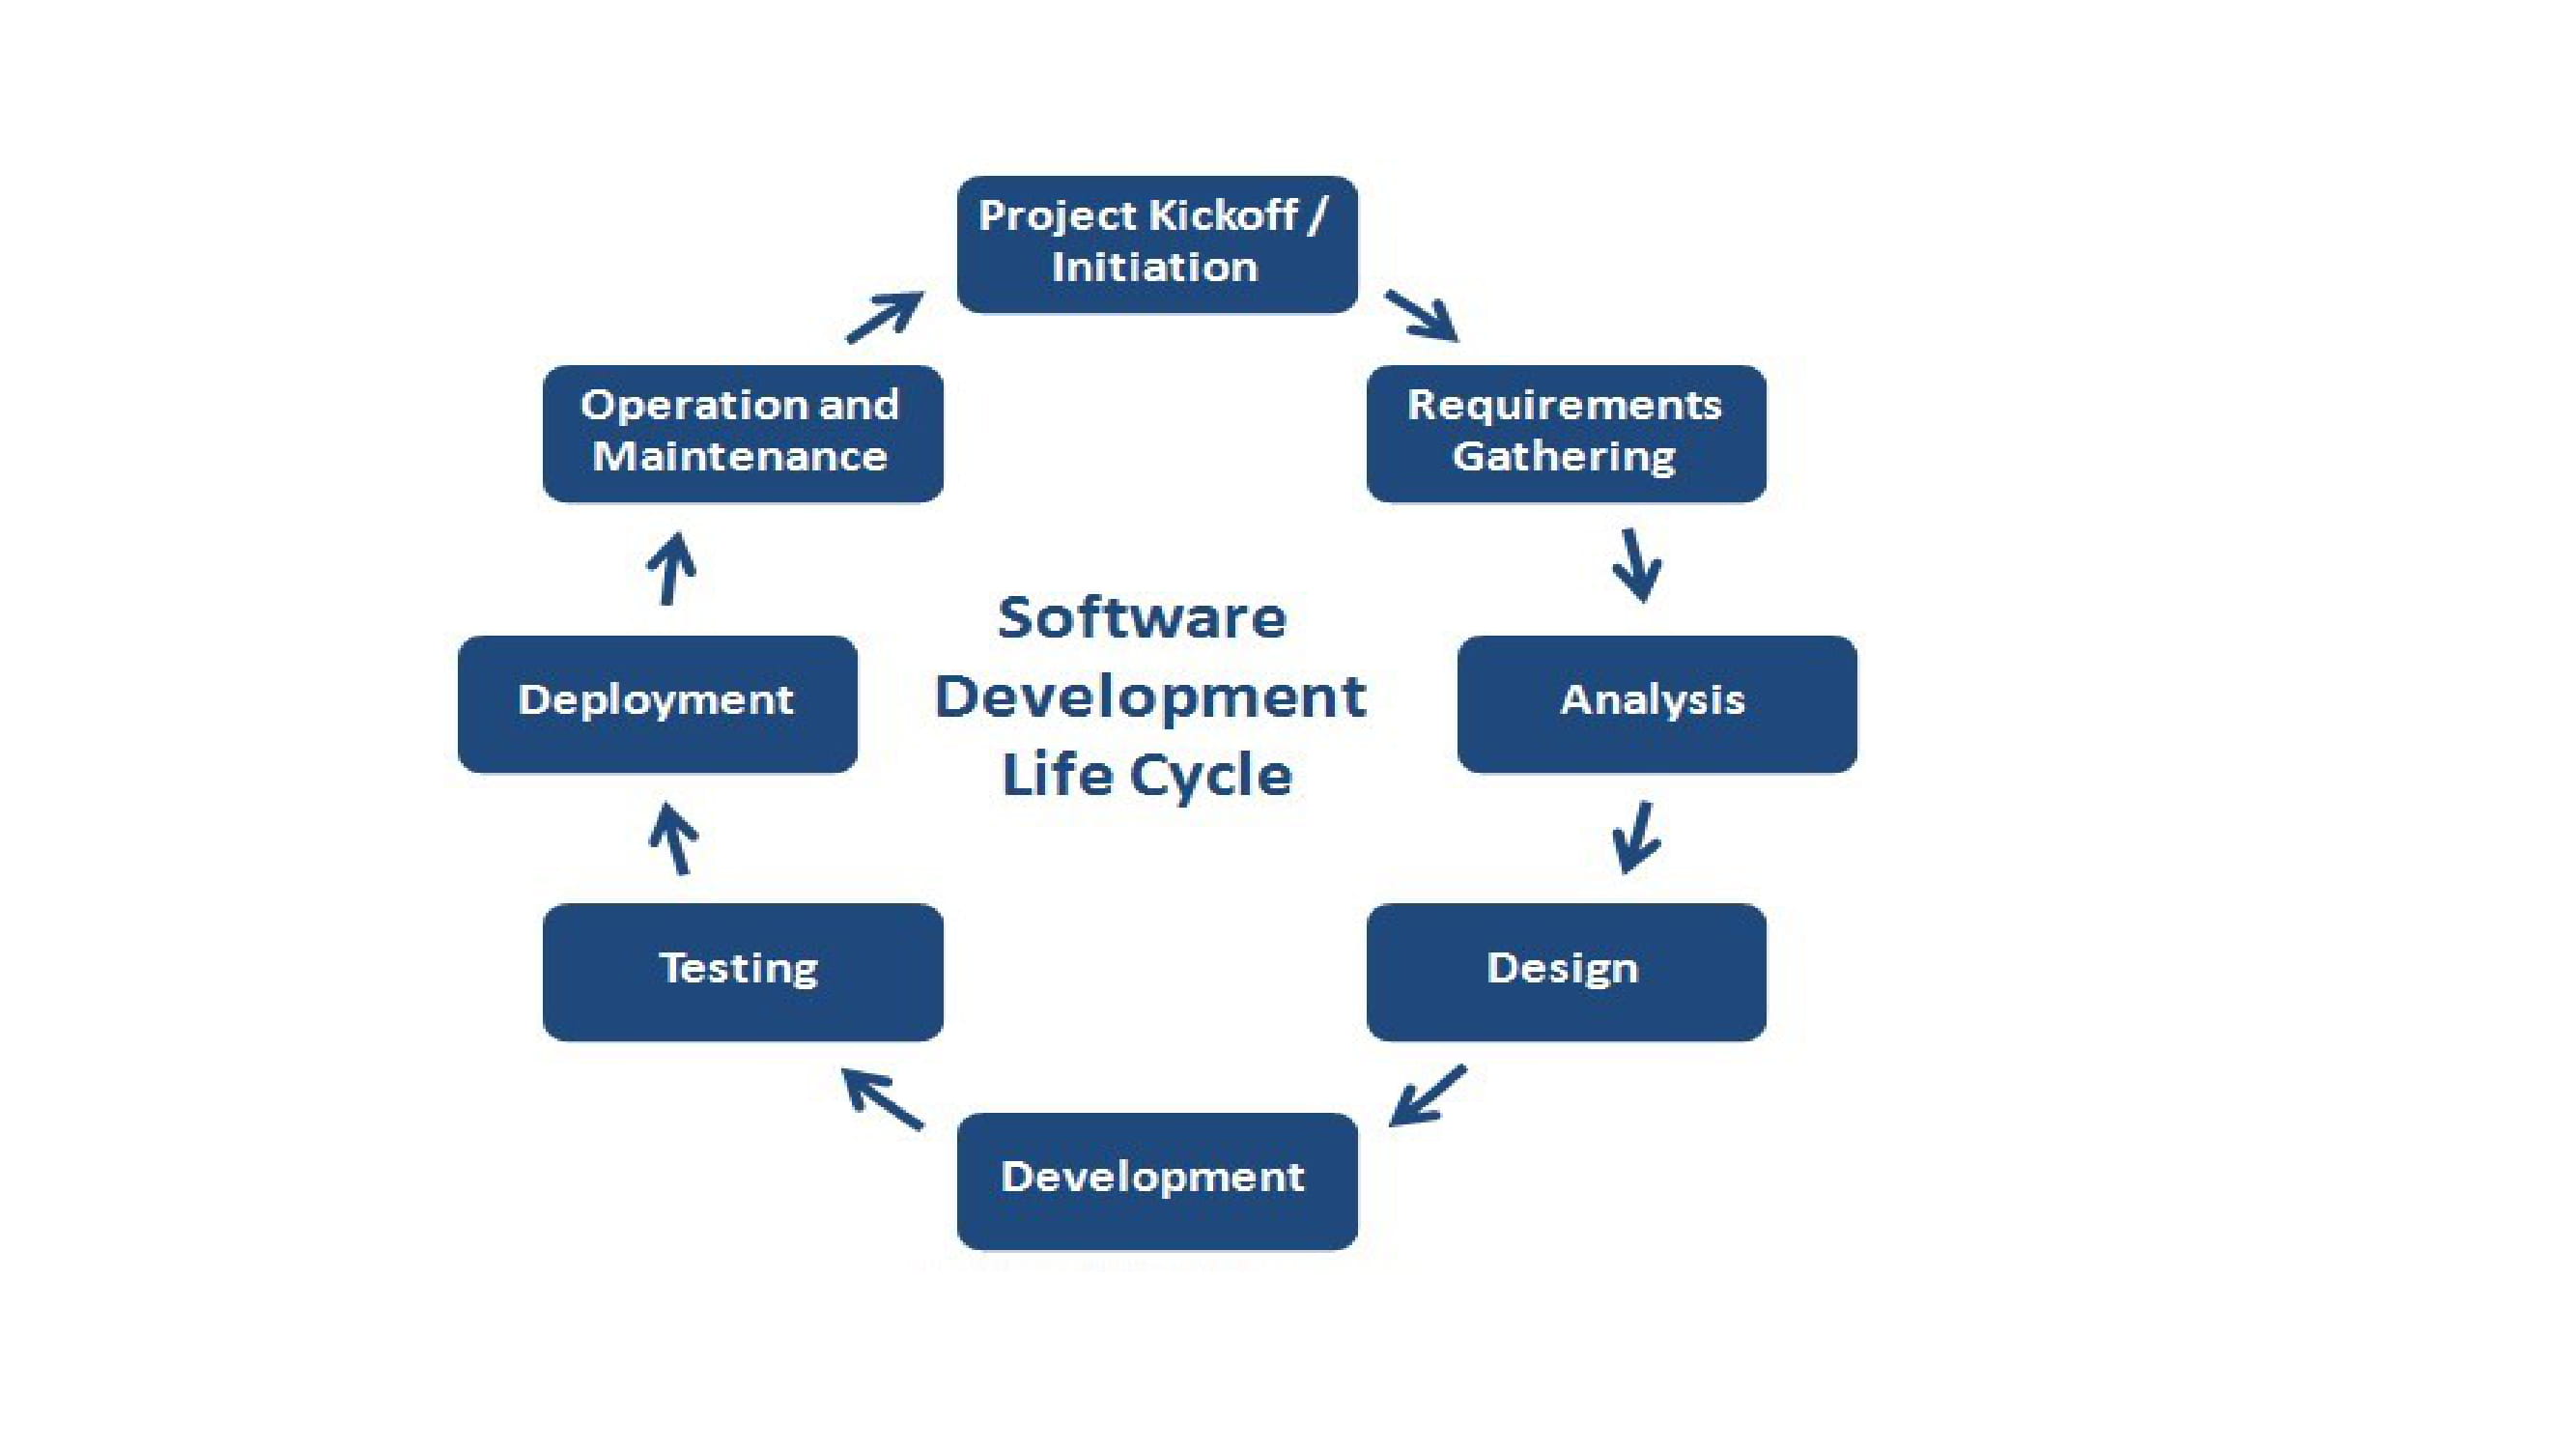 Project Kickoff /
Initiation
Requirements
Gathering
Analysis
Design
Development
Testing
Deployment
Operation and
Maintenance
Software
Development
Life Cycle